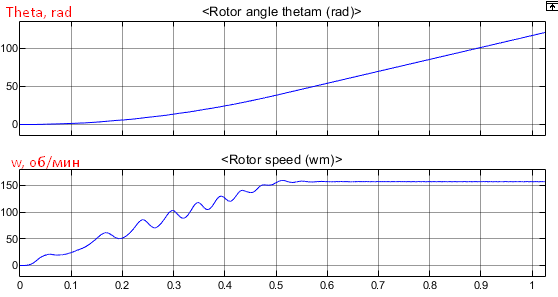 Theta, rad
<Rotor angle thetam (rad)>
100
50
0
w, об/мин
<Rotor speed (wm)>
150
100
50
0
0 0.1 0.2 0.3 0.4 0.5 0.6 0.7 0.8 0.9 1